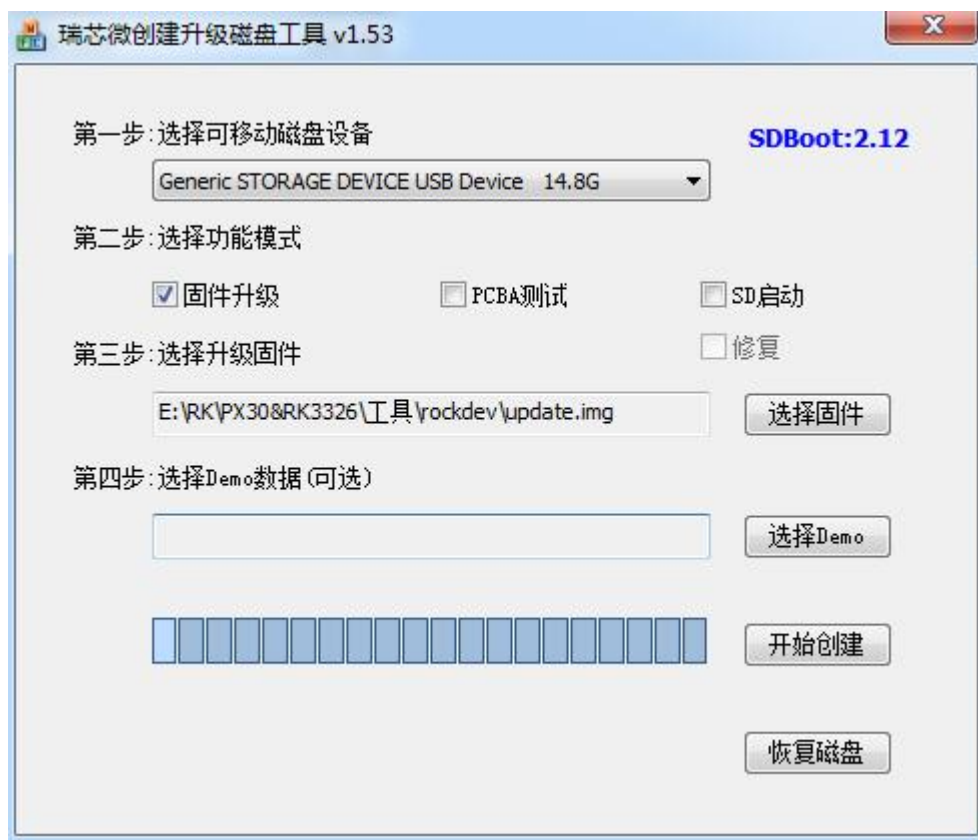 瑞芯微创建升级磁盘工具 v1.53
第一步:选择可移动磁盘设备
SDBoot:2.12
Generic STORAGE DEVICE USB Device 14.8G
第二步:选择功能模式
固件升级 PCBA测试 SD启动
第三步:选择升级固件 修复
E:\RK\PX30&RK3326\工具\rockdev\update.img 选择固件
第四步:选择Demo数据(可选)
选择Demo
开始创建
恢复磁盘